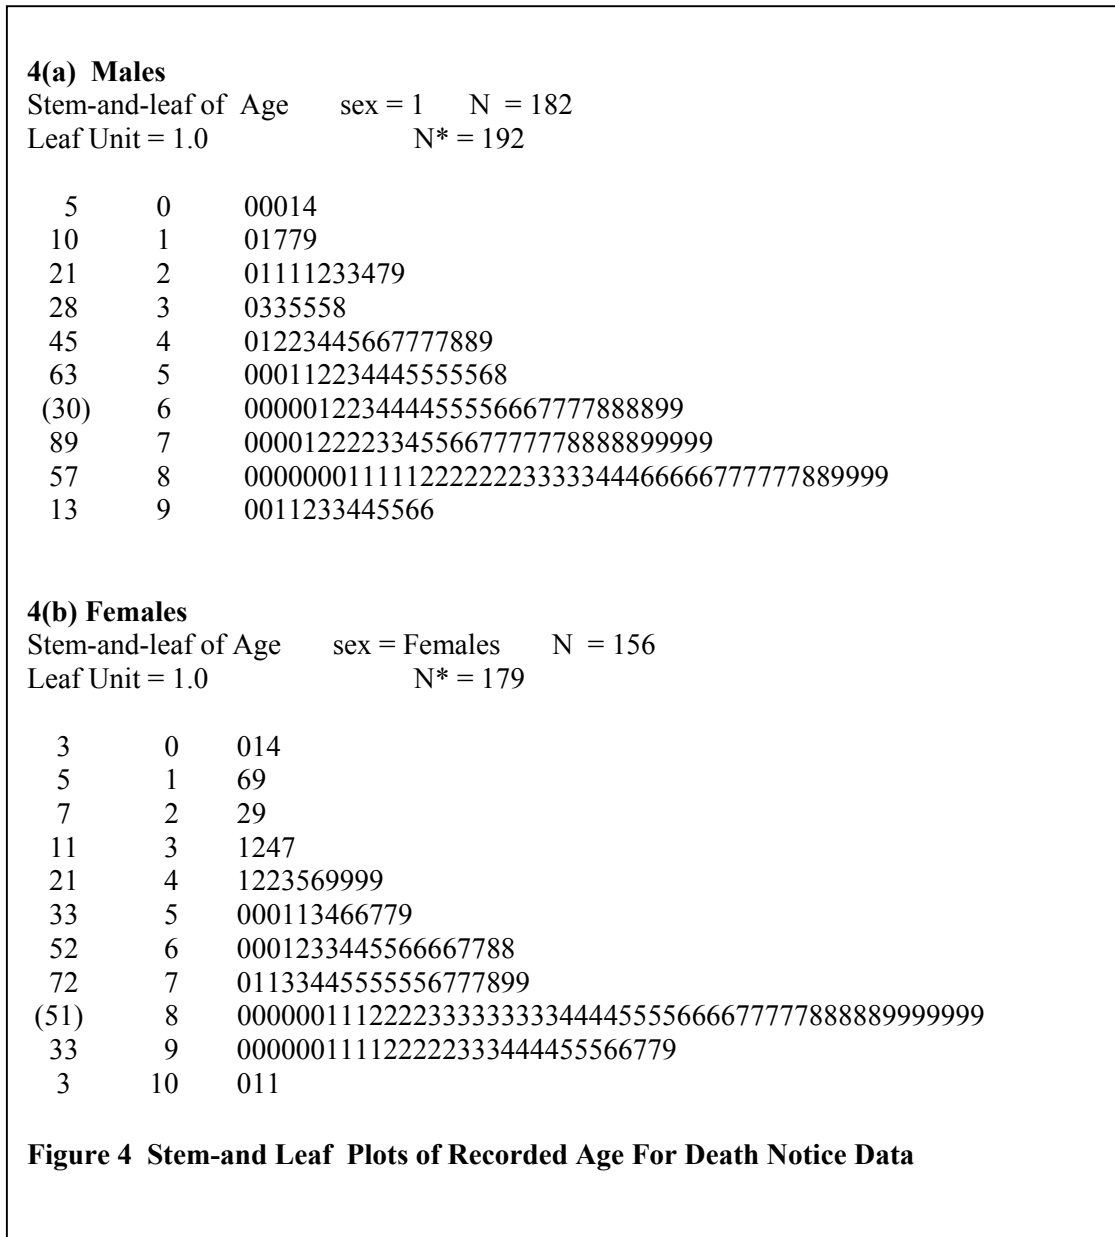 4(a) Males
Stem-and-leaf of Age sex = 1 N = 182
Leaf Unit = 1.0 N* = 192
5 0 00014
10 1 01779
21 2 01111233479
28 3 0335558
45 4 01223445667777889
63 5 000112234445555568
(30) 6 000001223444455556667777888899
89 7 00001222233455667777778888899999
57 8 00000001111112222222333334446666677777889999
13 9 0011233445566
4(b) Females
Stem-and-leaf of Age sex = Females N = 156
Leaf Unit = 1.0 N* = 179
3 0 014
5 1 69
7 2 29
11 3 1247
21 4 1223569999
33 5 000113466779
52 6 0001233445566667788
72 7 01133445555556777899
(51) 8 000000111222233333333344445555666677777888889999999
33 9 000000111122222333444455566779
3 10 011
Figure 4 Stem-and Leaf Plots of Recorded Age For Death Notice Data